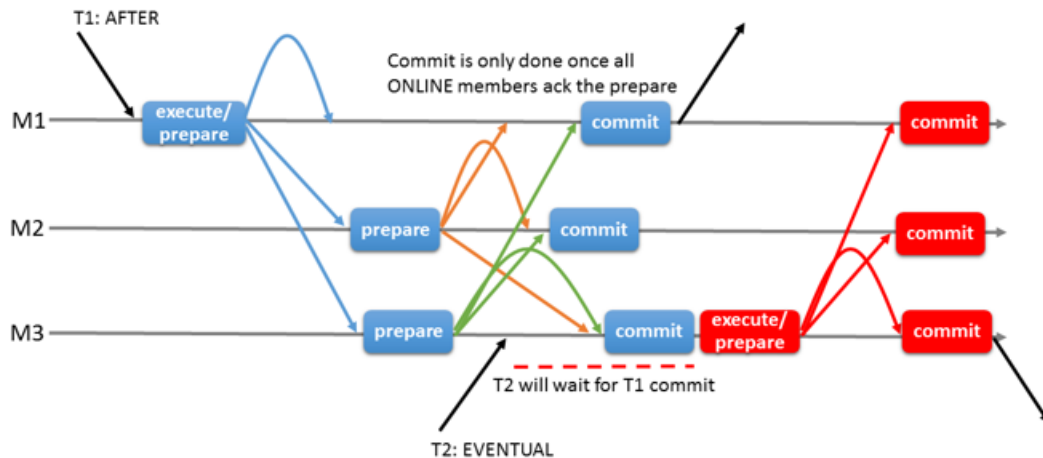 T1: AFTER
Commit is only done once all
ONLINE members ack the prepare
M1
execute/
prepare
commit
commit
M2
prepare
commit
commit
M3
prepare
commit
execute/
prepare
commit
T2 will wait for T1 commit
T2: EVENTUAL